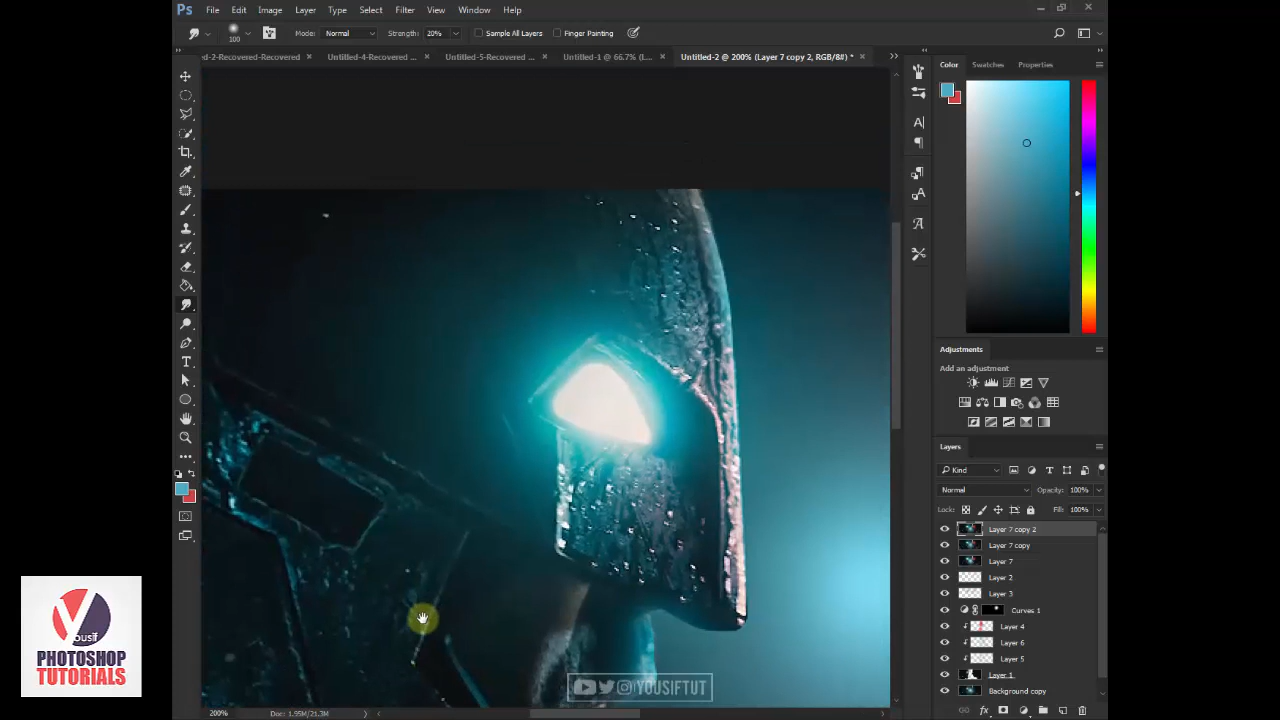 Ps File Edit Image Layer Type Select Filter View Window Help
100 Mode: Normal Strength: 20% Sample All Layers Finger Painting
ed-2-Recovered-Recovered × Untitled-4-Recovered ... × Untitled-5-Recovered ... × Untitled-1 @ 66.7% (L... × Untitled-2 @ 200% (Layer 7 copy 2, RGB/8#) * ×
Color Swatches Properties
Adjustments
Add an adjustment
Layers
Kind
Normal Opacity: 100%
Lock: Fill: 100%
Layer 7 copy 2
Layer 7 copy
Layer 7
Layer 2
Layer 3
Curves 1
Layer 4
Layer 6
Layer 5
Layer 1
Background copy
200% Doc: 1.95M/21.3M
YOUSIFTUT
Yousif
PHOTOSHOP
TUTORIALS